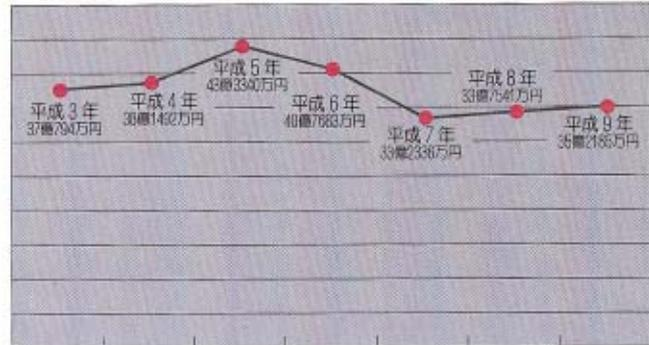 平成3年
37億794万円
平成4年
38億1492万円
平成5年
43億3340万円
平成6年
40億7683万円
平成7年
33億2336万円
平成8年
33億7541万円
平成9年
35億2185万円